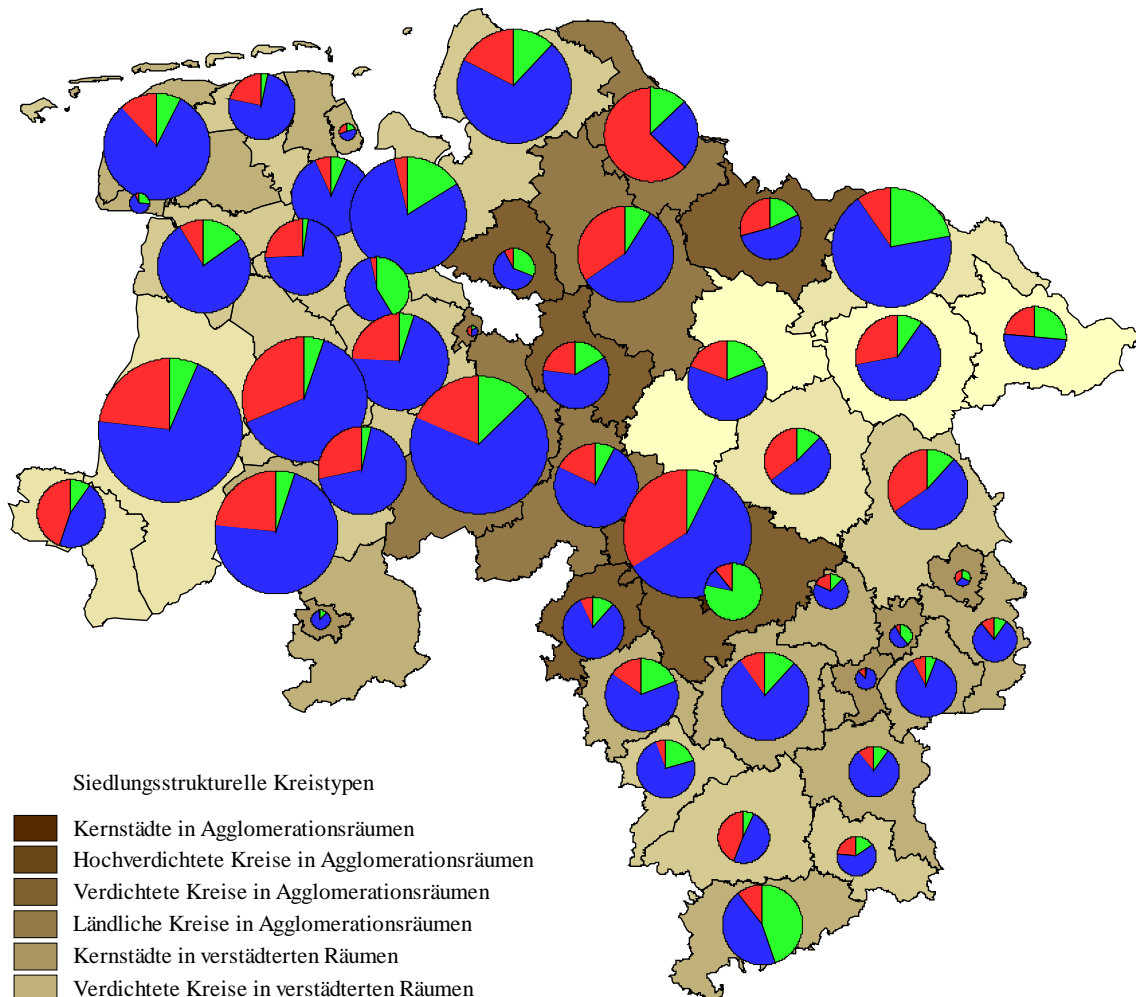 Siedlungsstrukturelle Kreistypen
Kernstädte in Agglomerationsräumen
Hochverdichtete Kreise in Agglomerationsräumen
Verdichtete Kreise in Agglomerationsräumen
Ländliche Kreise in Agglomerationsräumen
Kernstädte in verstädterten Räumen
Verdichtete Kreise in verstädterten Räumen